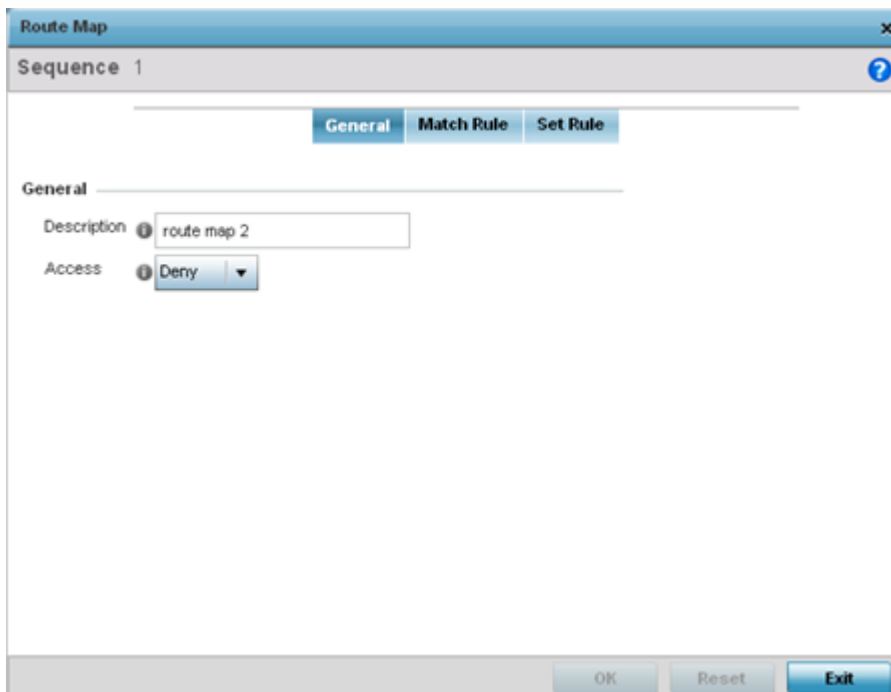 Route Map x
Sequence 1 ?
General Match Rule Set Rule
General
Description i route map 2
Access i Deny
OK Reset Exit